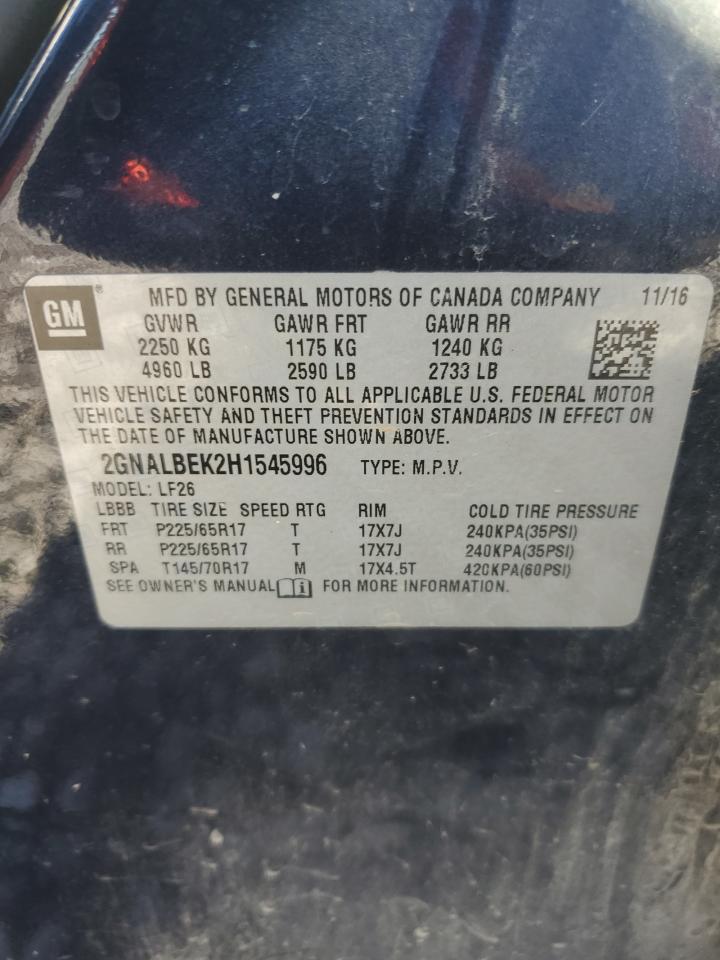 GM ® MFD BY GENERAL MOTORS OF CANADA COMPANY 11/16
GVWR GAWR FRT GAWR RR
2250 KG 1175 KG 1240 KG
4960 LB 2590 LB 2733 LB
THIS VEHICLE CONFORMS TO ALL APPLICABLE U.S. FEDERAL MOTOR
VEHICLE SAFETY AND THEFT PREVENTION STANDARDS IN EFFECT ON
THE DATE OF MANUFACTURE SHOWN ABOVE.
2GNALBEK2H1545996 TYPE: M.P.V.
MODEL: LF26
LBBB TIRE SIZE SPEED RTG RIM COLD TIRE PRESSURE
FRT P225/65R17 T 17X7J 240KPA(35PSI)
RR P225/65R17 T 17X7J 240KPA(35PSI)
SPA T145/70R17 M 17X4.5T 420KPA(60PSI)
SEE OWNER'S MANUAL i FOR MORE INFORMATION.